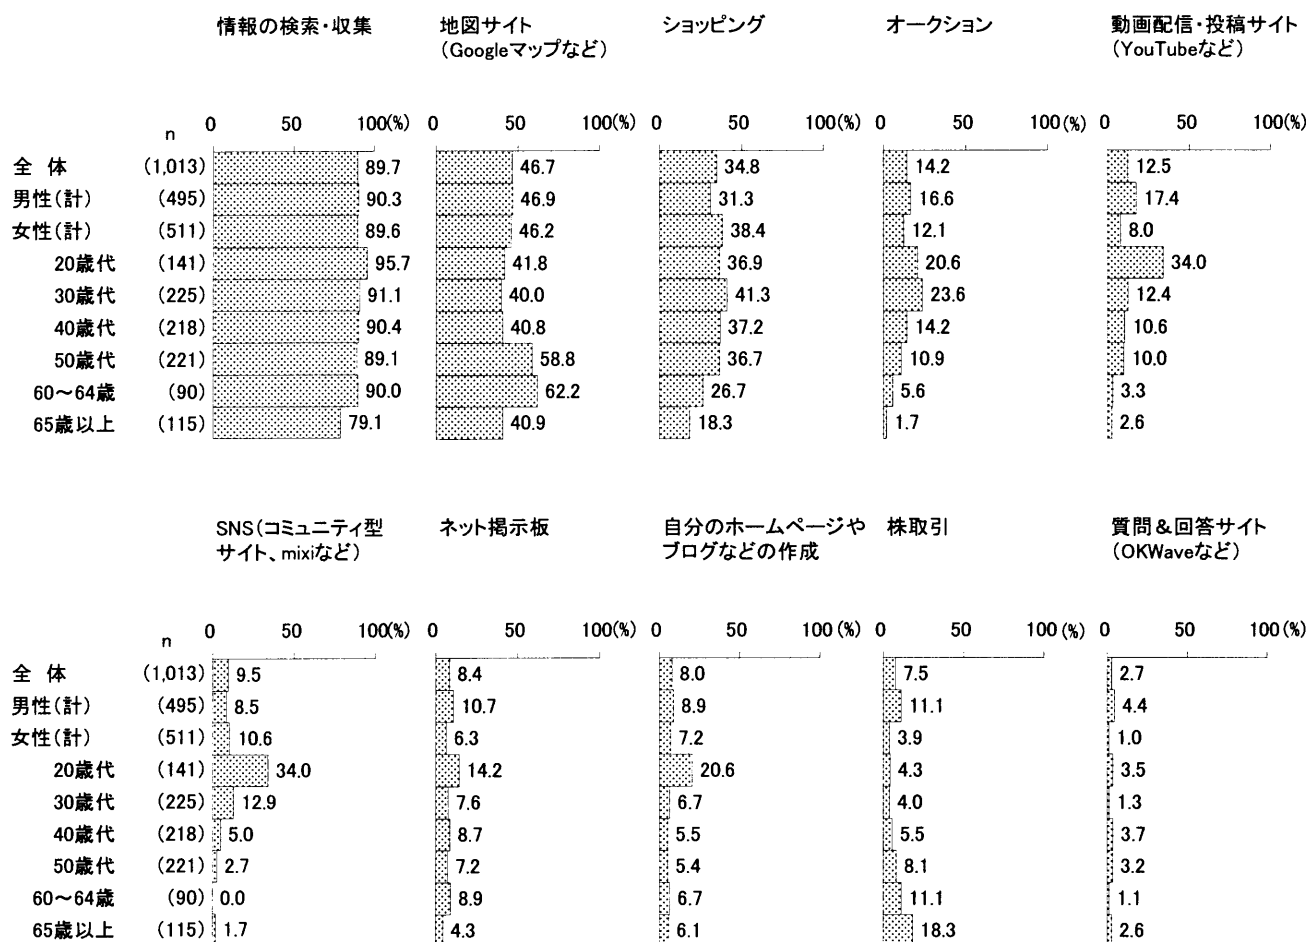 情報の検索・収集 地図サイト ショッピング オークション 動画配信・投稿サイト
(Googleマップなど) (YouTubeなど)
n 0 50 100(%) 0 50 100(%) 0 50 100(%) 0 50 100(%) 0 50 100(%)
全 体 (1,013) 89.7 46.7 34.8 14.2 12.5
男性(計) (495) 90.3 46.9 31.3 16.6 17.4
女性(計) (511) 89.6 46.2 38.4 12.1 8.0
20歳代 (141) 95.7 41.8 36.9 20.6 34.0
30歳代 (225) 91.1 40.0 41.3 23.6 12.4
40歳代 (218) 90.4 40.8 37.2 14.2 10.6
50歳代 (221) 89.1 58.8 36.7 10.9 10.0
60～64歳 (90) 90.0 62.2 26.7 5.6 3.3
65歳以上 (115) 79.1 40.9 18.3 1.7 2.6
SNS(コミュニティ型 ネット掲示板 自分のホームページや 株取引 質問&回答サイト
サイト、mixiなど) ブログなどの作成 (OKWaveなど)
n 0 50 100(%) 0 50 100(%) 0 50 100(%) 0 50 100(%) 0 50 100(%)
全 体 (1,013) 9.5 8.4 8.0 7.5 2.7
男性(計) (495) 8.5 10.7 8.9 11.1 4.4
女性(計) (511) 10.6 6.3 7.2 3.9 1.0
20歳代 (141) 34.0 14.2 20.6 4.3 3.5
30歳代 (225) 12.9 7.6 6.7 4.0 1.3
40歳代 (218) 5.0 8.7 5.5 5.5 3.7
50歳代 (221) 2.7 7.2 5.4 8.1 3.2
60～64歳 (90) 0.0 8.9 6.7 11.1 1.1
65歳以上 (115) 1.7 4.3 6.1 18.3 2.6